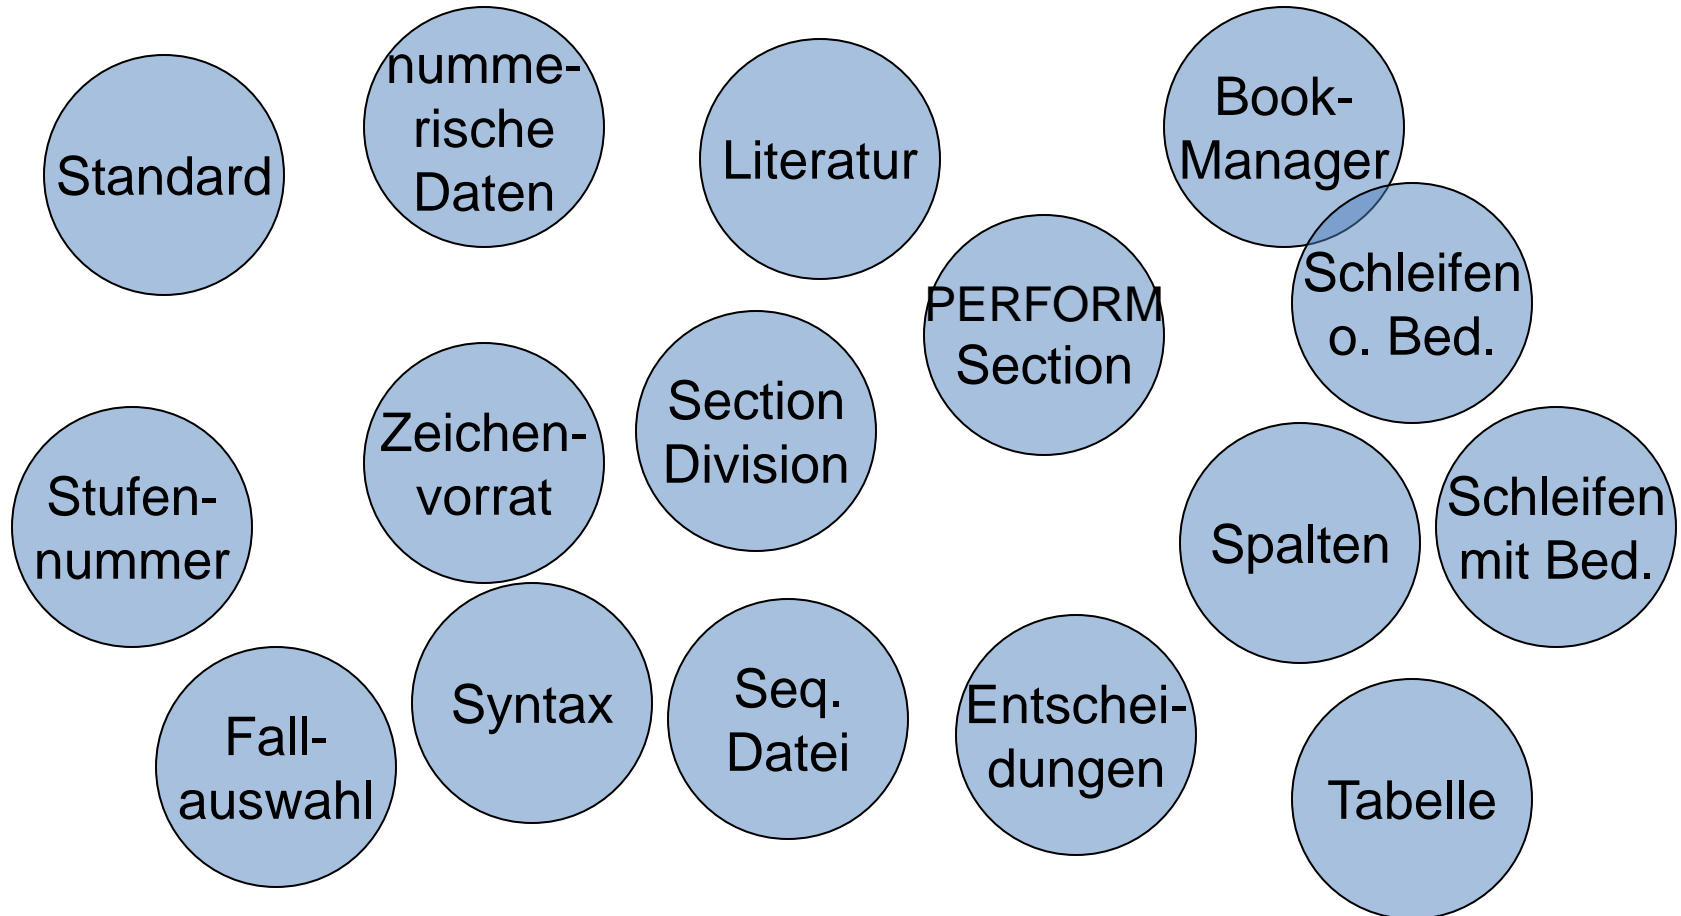 Standard
numme-
rische
Daten
Literatur
Book-
Manager
PERFORM
Section
Schleifen
o. Bed.
Stufen-
nummer
Zeichen-
vorrat
Section
Division
Spalten
Schleifen
mit Bed.
Fall-
auswahl
Syntax
Seq.
Datei
Entschei-
dungen
Tabelle